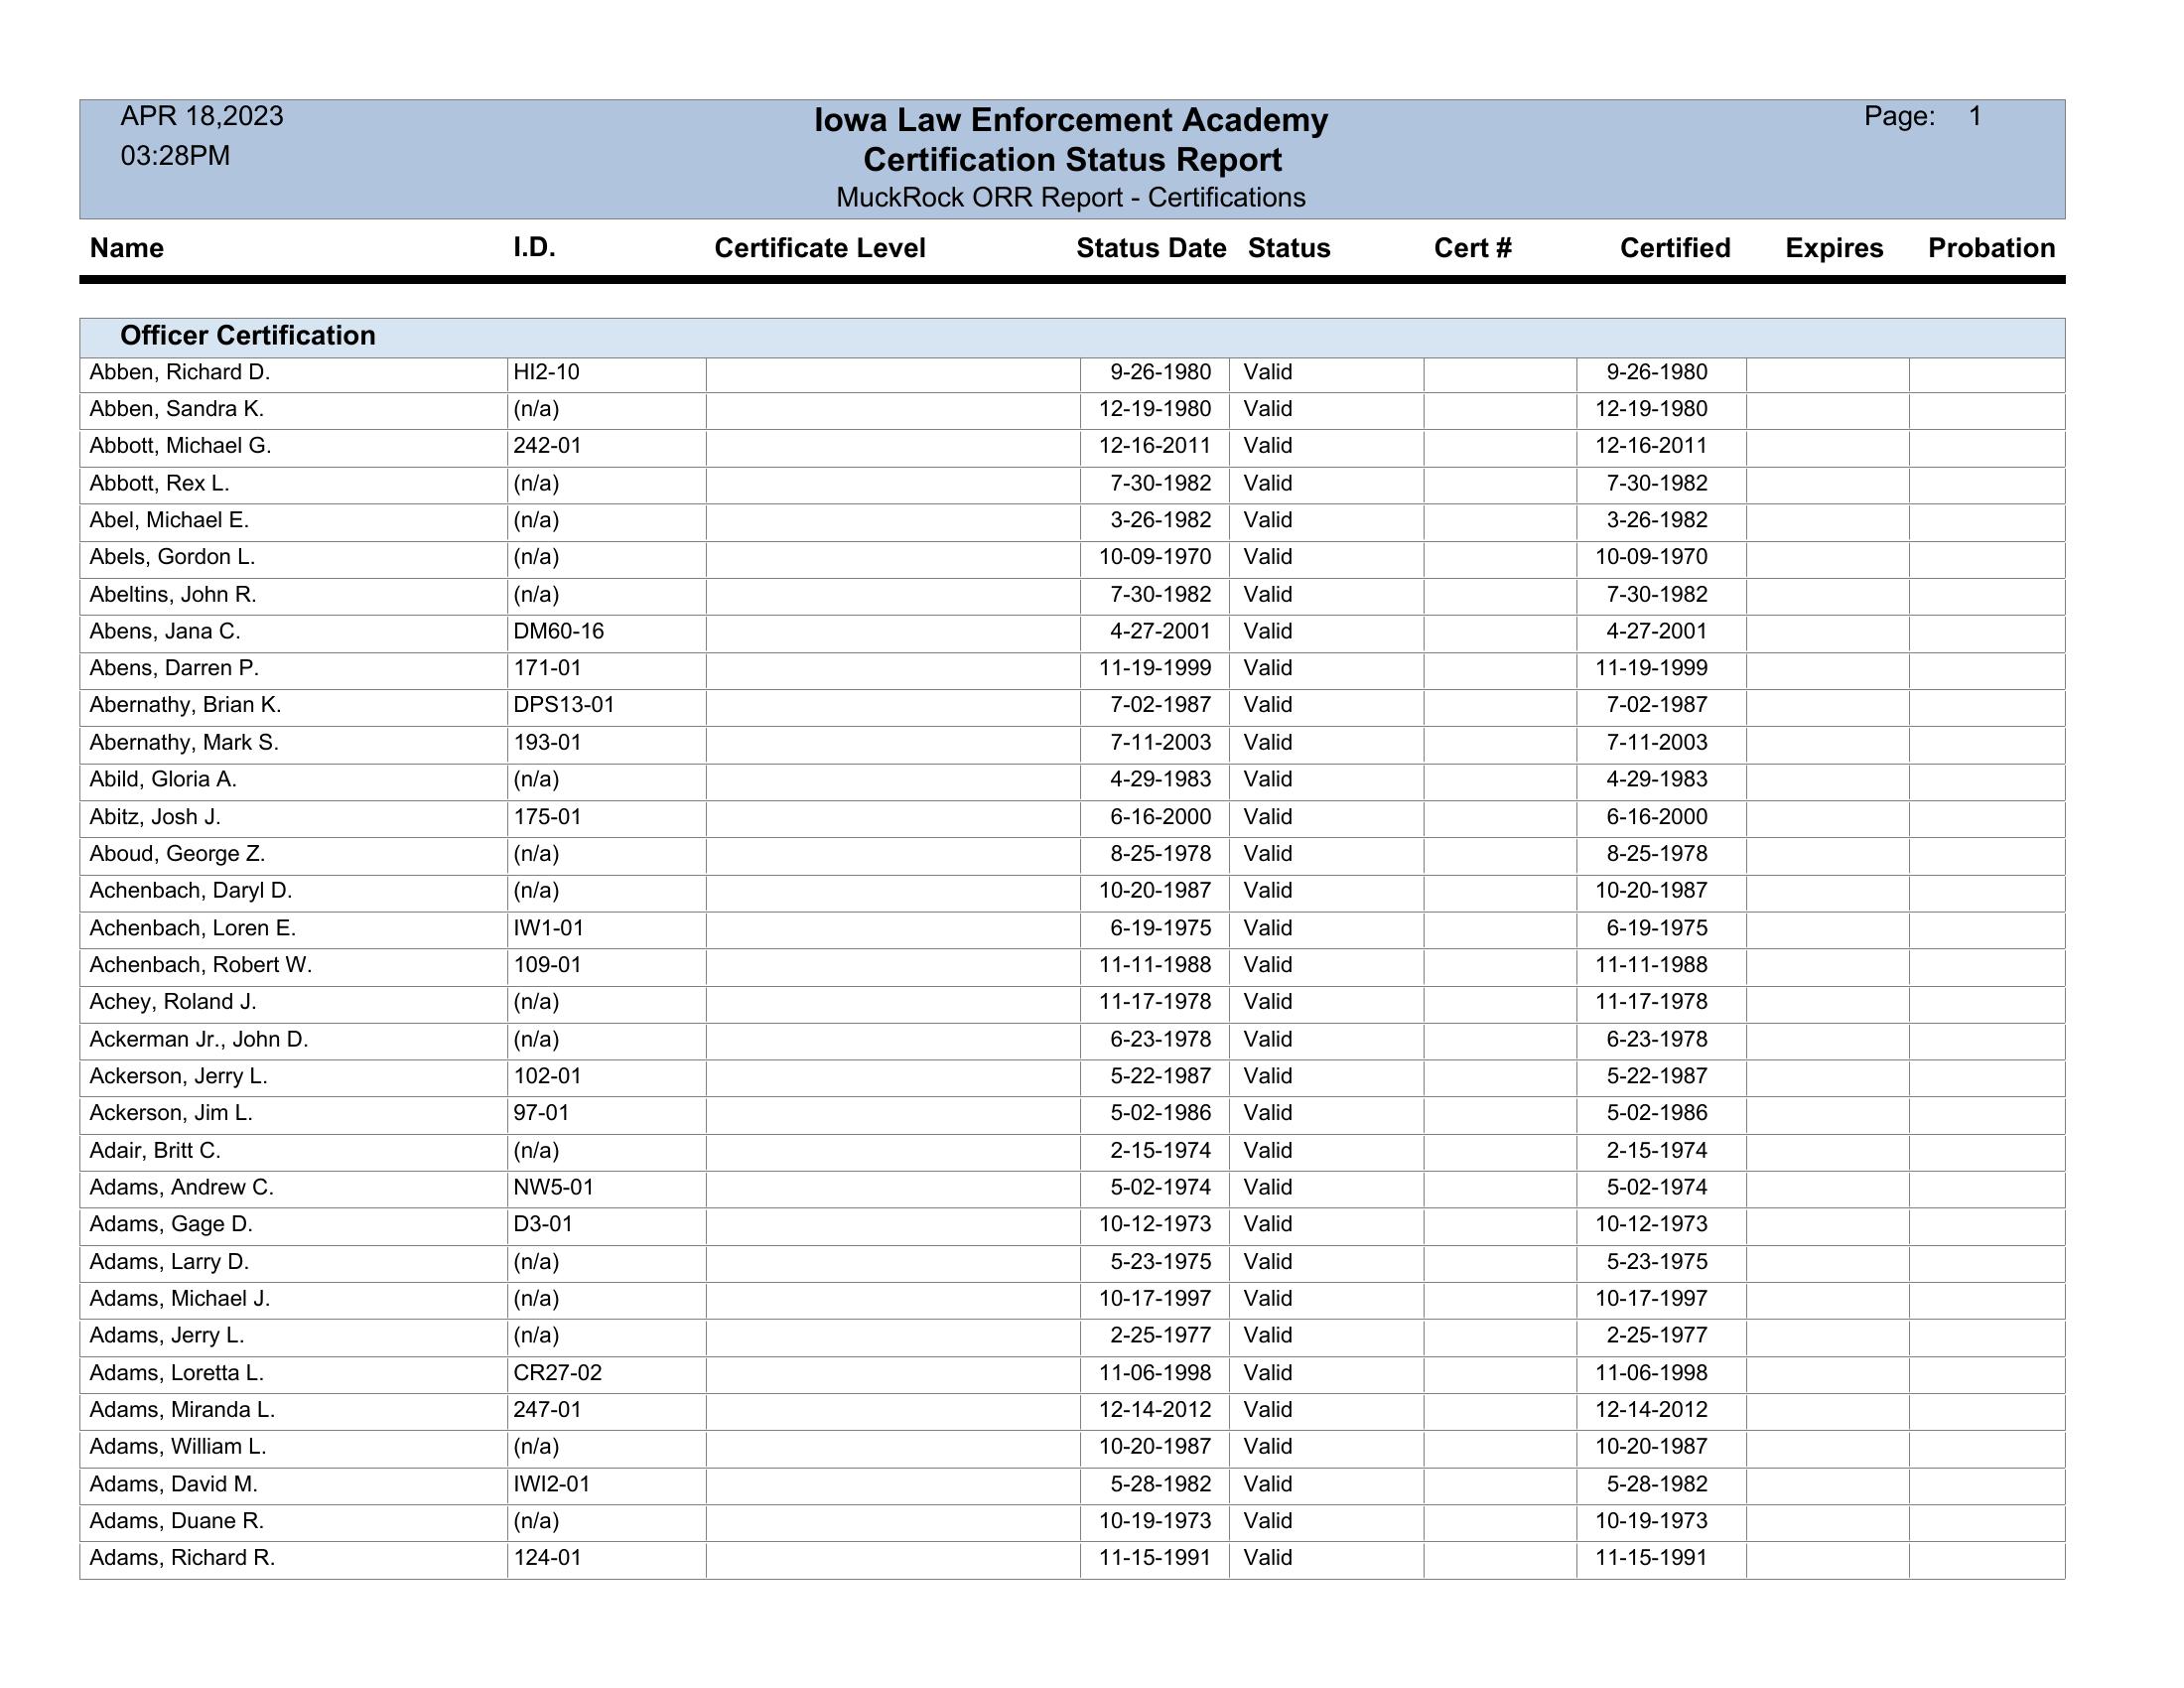 APR 18,2023
03:28PM
Iowa Law Enforcement Academy
Certification Status Report
MuckRock ORR Report - Certifications
Page: 1
Name I.D. Certificate Level Status Date Status Cert # Certified Expires Probation
Officer Certification
Abben, Richard D. HI2-10 9-26-1980 Valid 9-26-1980
Abben, Sandra K. (n/a) 12-19-1980 Valid 12-19-1980
Abbott, Michael G. 242-01 12-16-2011 Valid 12-16-2011
Abbott, Rex L. (n/a) 7-30-1982 Valid 7-30-1982
Abel, Michael E. (n/a) 3-26-1982 Valid 3-26-1982
Abels, Gordon L. (n/a) 10-09-1970 Valid 10-09-1970
Abeltins, John R. (n/a) 7-30-1982 Valid 7-30-1982
Abens, Jana C. DM60-16 4-27-2001 Valid 4-27-2001
Abens, Darren P. 171-01 11-19-1999 Valid 11-19-1999
Abernathy, Brian K. DPS13-01 7-02-1987 Valid 7-02-1987
Abernathy, Mark S. 193-01 7-11-2003 Valid 7-11-2003
Abild, Gloria A. (n/a) 4-29-1983 Valid 4-29-1983
Abitz, Josh J. 175-01 6-16-2000 Valid 6-16-2000
Aboud, George Z. (n/a) 8-25-1978 Valid 8-25-1978
Achenbach, Daryl D. (n/a) 10-20-1987 Valid 10-20-1987
Achenbach, Loren E. IW1-01 6-19-1975 Valid 6-19-1975
Achenbach, Robert W. 109-01 11-11-1988 Valid 11-11-1988
Achey, Roland J. (n/a) 11-17-1978 Valid 11-17-1978
Ackerman Jr., John D. (n/a) 6-23-1978 Valid 6-23-1978
Ackerson, Jerry L. 102-01 5-22-1987 Valid 5-22-1987
Ackerson, Jim L. 97-01 5-02-1986 Valid 5-02-1986
Adair, Britt C. (n/a) 2-15-1974 Valid 2-15-1974
Adams, Andrew C. NW5-01 5-02-1974 Valid 5-02-1974
Adams, Gage D. D3-01 10-12-1973 Valid 10-12-1973
Adams, Larry D. (n/a) 5-23-1975 Valid 5-23-1975
Adams, Michael J. (n/a) 10-17-1997 Valid 10-17-1997
Adams, Jerry L. (n/a) 2-25-1977 Valid 2-25-1977
Adams, Loretta L. CR27-02 11-06-1998 Valid 11-06-1998
Adams, Miranda L. 247-01 12-14-2012 Valid 12-14-2012
Adams, William L. (n/a) 10-20-1987 Valid 10-20-1987
Adams, David M. IWI2-01 5-28-1982 Valid 5-28-1982
Adams, Duane R. (n/a) 10-19-1973 Valid 10-19-1973
Adams, Richard R. 124-01 11-15-1991 Valid 11-15-1991